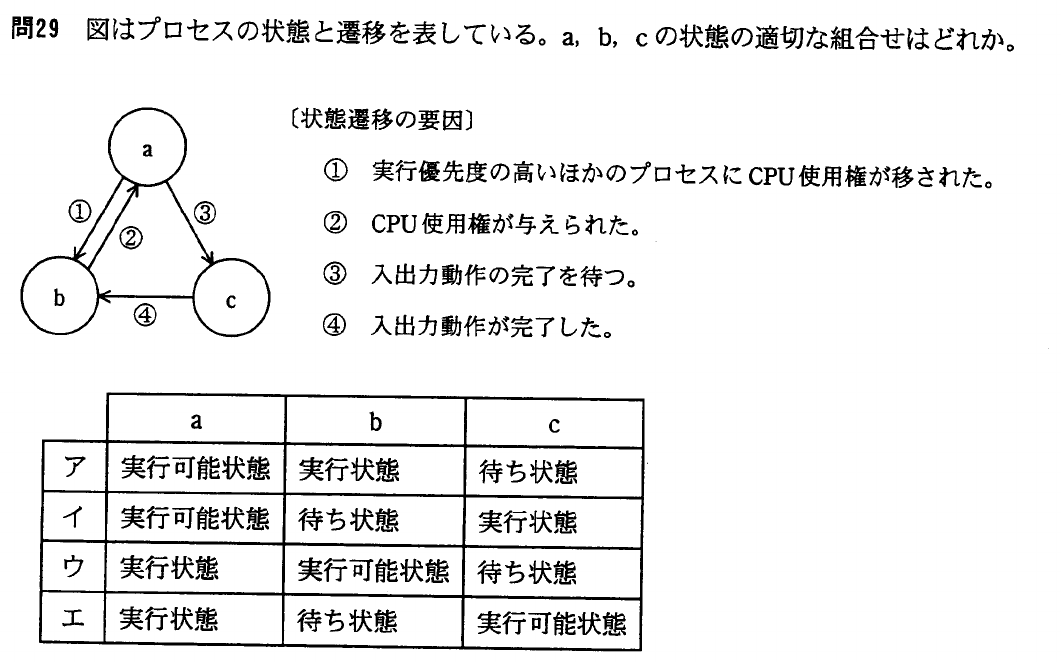 問29 図はプロセスの状態と遷移を表している。a, b, cの状態の適切な組合せはどれか。
〔状態遷移の要因〕
① 実行優先度の高いほかのプロセスにCPU使用権が移された。
② CPU使用権が与えられた。
③ 入出力動作の完了を待つ。
④ 入出力動作が完了した。
a
① ② ③
b ④ c
a b c
ア 実行可能状態 実行状態 待ち状態
イ 実行可能状態 待ち状態 実行状態
ウ 実行状態 実行可能状態 待ち状態
エ 実行状態 待ち状態 実行可能状態